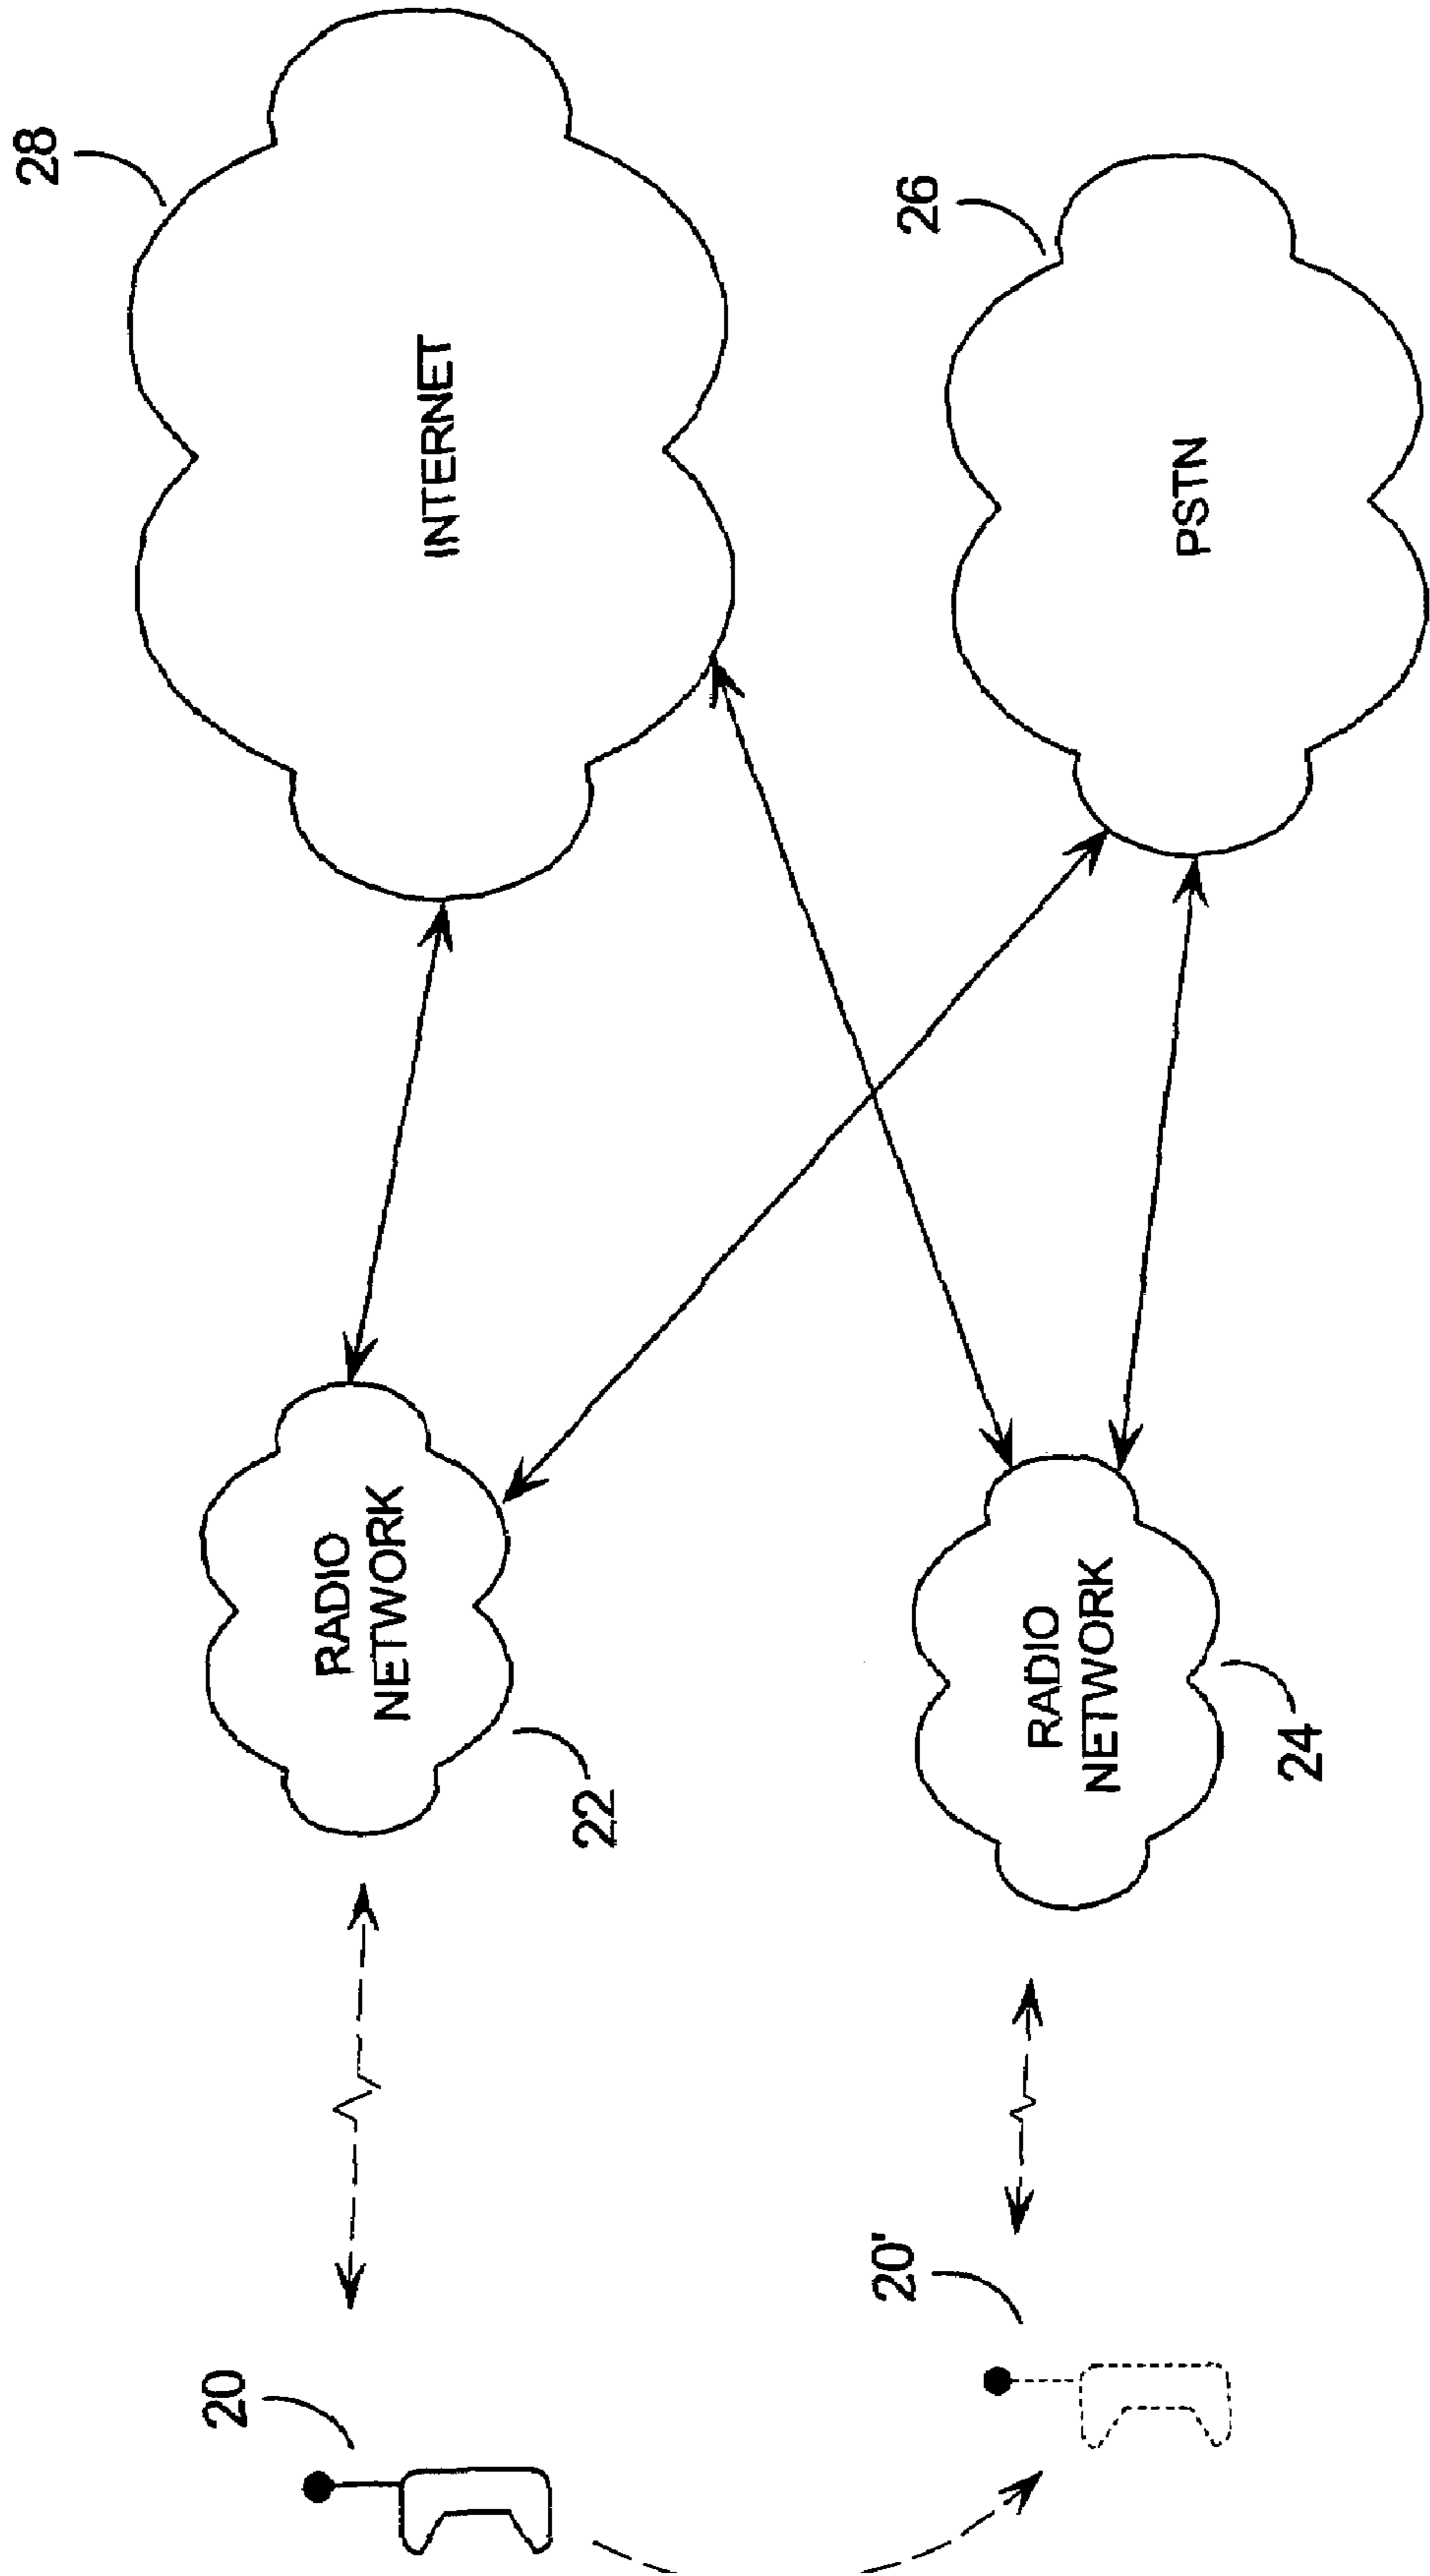 28
INTERNET
26
PSTN
RADIO
NETWORK
22
RADIO
NETWORK
24
20
20'